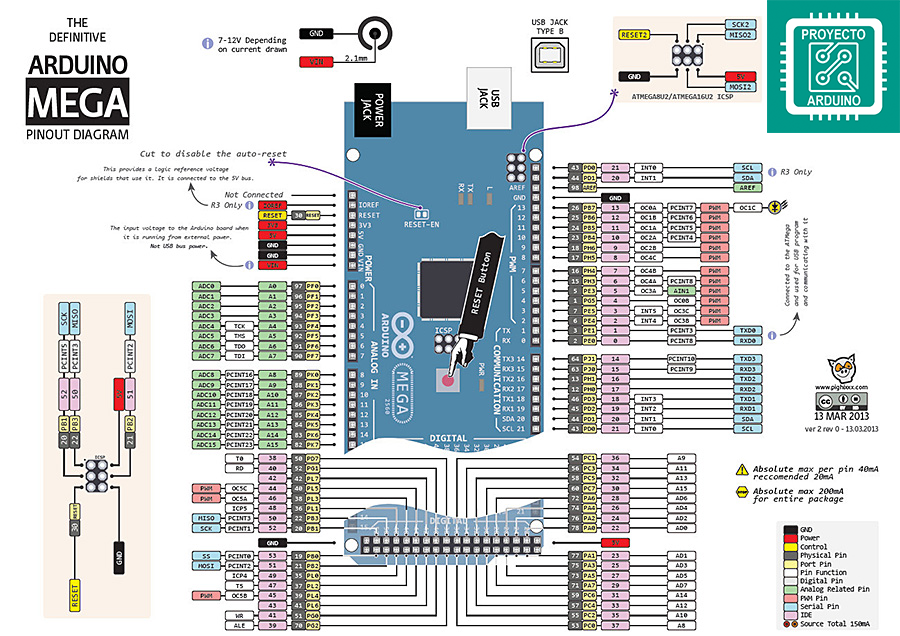 THE
DEFINITIVE
ARDUINO
MEGA
PINOUT DIAGRAM
7-12V Depending
on current drawn
GND
VIN
2.1mm
USB JACK
TYPE B
RESET2
SCK2
MISO2
GND
5V
MOSI2
ATMEGA8U2/ATMEGA16U2 ICSP
PROYECTO
ARDUINO
POWER
JACK
USB
JACK
Cut to disable the auto-reset
This provides a logic reference voltage
for shields that use it. It is connected to the 5V bus.
Not Connected
R3 Only
IOREF
RESET 30 RESET
3V3
5V
GND
GND
VIN
The input voltage to the Arduino board when
it is running from external power.
Not USB bus power.
IOREF
RESET
3V3
5V
GND
VIN
POWER
RESET-EN
RX
TX
L
AREF
GND
13
12
11
10
9
8
7
6
5
4
3
2
TX 1
RX 0
PWM
COMMUNICATION
TX3 14
RX3 15
TX2 16
RX2 17
TX1 18
RX1 19
SDA 20
SCL 21
RESET Button
ICSP
PWR
ARDUINO
MEGA
2560
ANALOG IN
0
1
2
3
4
5
6
7
8
9
10
11
12
13
14
DIGITAL
43 PD0 21 INT0 SCL
44 PD1 20 INT1 SDA
98 AREF AREF
R3 Only
GND
26 PB7 13 OC0A PCINT7 PWM OC1C
25 PB6 12 OC1B PCINT6 PWM
24 PB5 11 OC1A PCINT5 PWM
23 PB4 10 OC2A PCINT4 PWM
18 PH6 9 OC2B PWM
17 PH5 8 OC4C PWM
16 PH4 7 OC4B PWM
15 PH3 6 OC4A PCINT8 PWM
5 PE3 5 OC3A AIN1 PWM
1 PG5 4 OC0B PWM
7 PE5 3 INT5 OC3C PWM
6 PE4 2 INT4 OC3B PWM
3 PE1 1 PCINT3 TXD0
2 PE0 0 PCINT8 RXD0
Connected to the ATMega
and used for USB program
and communicating with it
64 PJ1 14 PCINT10 TXD3
63 PJ0 15 PCINT9 RXD3
13 PH1 16 TXD2
12 PH0 17 RXD2
46 PD3 18 INT3 TXD1
45 PD2 19 INT2 RXD1
44 PD1 20 INT1 SDA
43 PD0 21 INT0 SCL
ADC0 A0 97 PF0
ADC1 A1 96 PF1
ADC2 A2 95 PF2
ADC3 A3 94 PF3
ADC4 TCK A4 93 PF4
ADC5 TMS A5 92 PF5
ADC6 TDO A6 91 PF6
ADC7 TDI A7 90 PF7
ADC8 PCINT16 A8 89 PK0
ADC9 PCINT17 A9 88 PK1
ADC10 PCINT18 A10 87 PK2
ADC11 PCINT19 A11 86 PK3
ADC12 PCINT20 A12 85 PK4
ADC13 PCINT21 A13 84 PK5
ADC14 PCINT22 A14 83 PK6
ADC15 PCINT23 A15 82 PK7
T0 38 50 PD7
RD 40 52 PG1
42 42 PL7
PWM OC5C 44 40 PL5
PWM OC5A 46 38 PL3
ICP5 48 36 PL1
MISO PCINT3 50 22 PB3
SCK PCINT1 52 20 PB1
GND
SS PCINT0 53 19 PB0
MOSI PCINT2 51 21 PB2
ICP4 49 35 PL0
T5 47 37 PL2
PWM OC5B 45 39 PL4
43 41 PL6
WR 41 51 PG0
ALE 39 70 PG2
54 PC1 36 A9
56 PC3 34 A11
58 PC5 32 A13
60 PC7 30 A15
72 PA6 28 AD6
74 PA4 26 AD4
76 PA2 24 AD2
78 PA0 22 AD0
5V
77 PA1 23 AD1
75 PA3 25 AD3
73 PA5 27 AD5
71 PA7 29 AD7
59 PC6 31 A14
57 PC4 33 A12
55 PC2 35 A10
53 PC0 37 A8
DIGITAL
SCK
MISO
PCINT1
PCINT3
52
50
PB1
PB3
20
22
MOSI
PCINT2
51
PB2
21
ICSP
RESET
30
RESET
GND
www.pighixxx.com
13 MAR 2013
ver 2 rev 0 - 13.03.2013
Absolute max per pin 40mA
reccomended 20mA
Absolute max 200mA
for entire package
GND
Power
Control
Physical Pin
Port Pin
Pin Function
Digital Pin
Analog Related Pin
PWM Pin
Serial Pin
IDE
Source Total 150mA